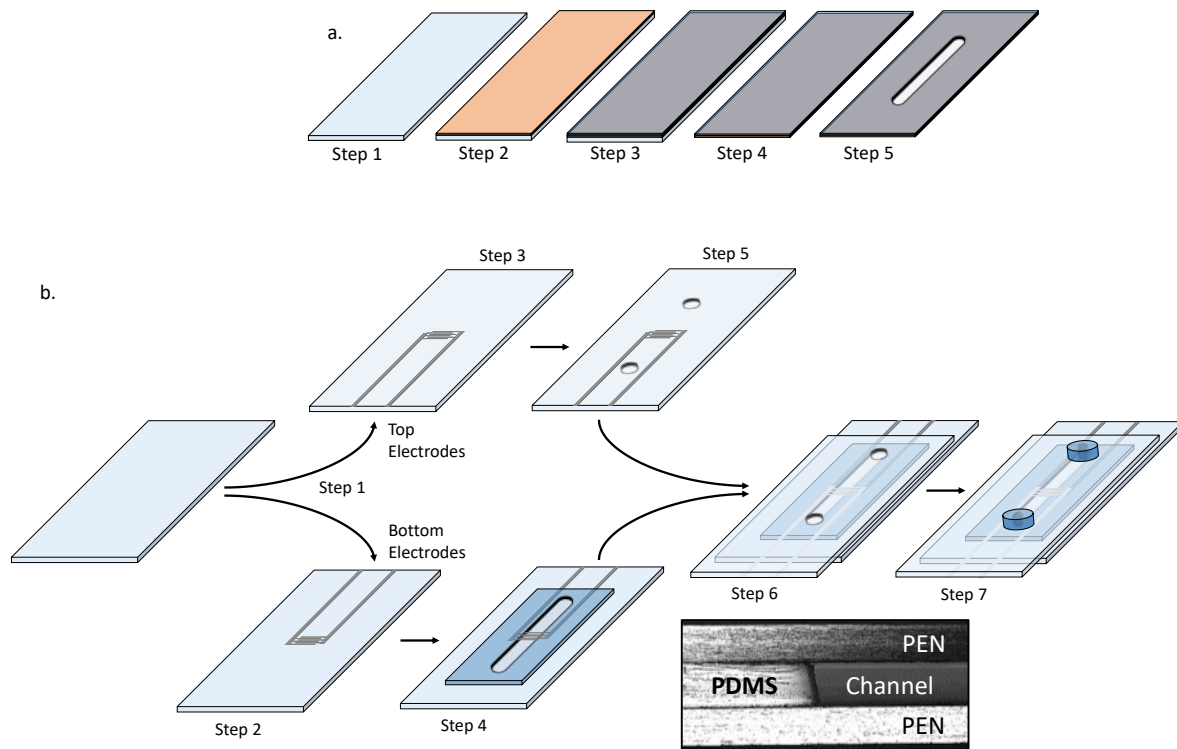 a.
Step 1
Step 2
Step 3
Step 4
Step 5
b.
Step 3
Step 5
Top
Electrodes
Step 1
Bottom
Electrodes
Step 2
Step 4
Step 6
Step 7
PEN
PDMS
Channel
PEN